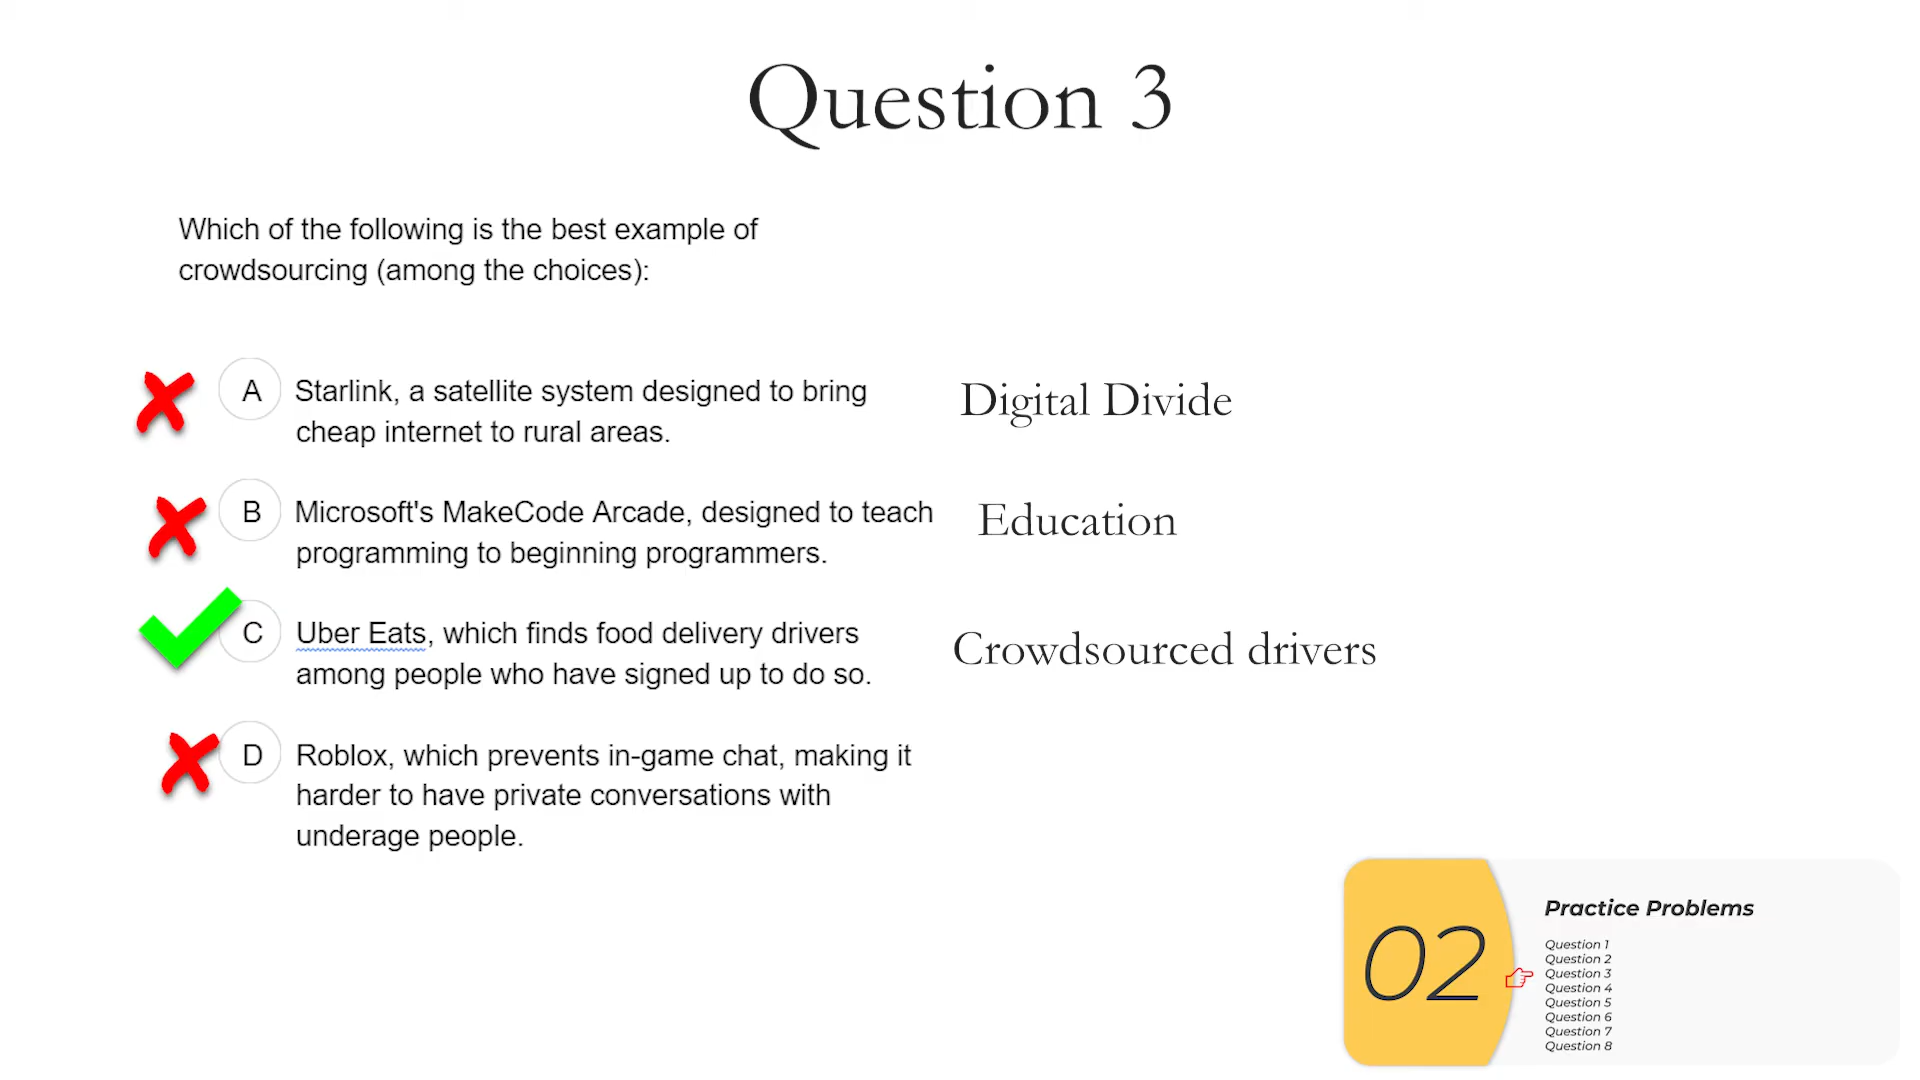 Question 3
Which of the following is the best example of
crowdsourcing (among the choices):
A Starlink, a satellite system designed to bring
cheap internet to rural areas.
Digital Divide
B Microsoft's MakeCode Arcade, designed to teach
programming to beginning programmers.
Education
C Uber Eats, which finds food delivery drivers
among people who have signed up to do so.
Crowdsourced drivers
D Roblox, which prevents in-game chat, making it
harder to have private conversations with
underage people.
02
Practice Problems
Question 1
Question 2
Question 3
Question 4
Question 5
Question 6
Question 7
Question 8